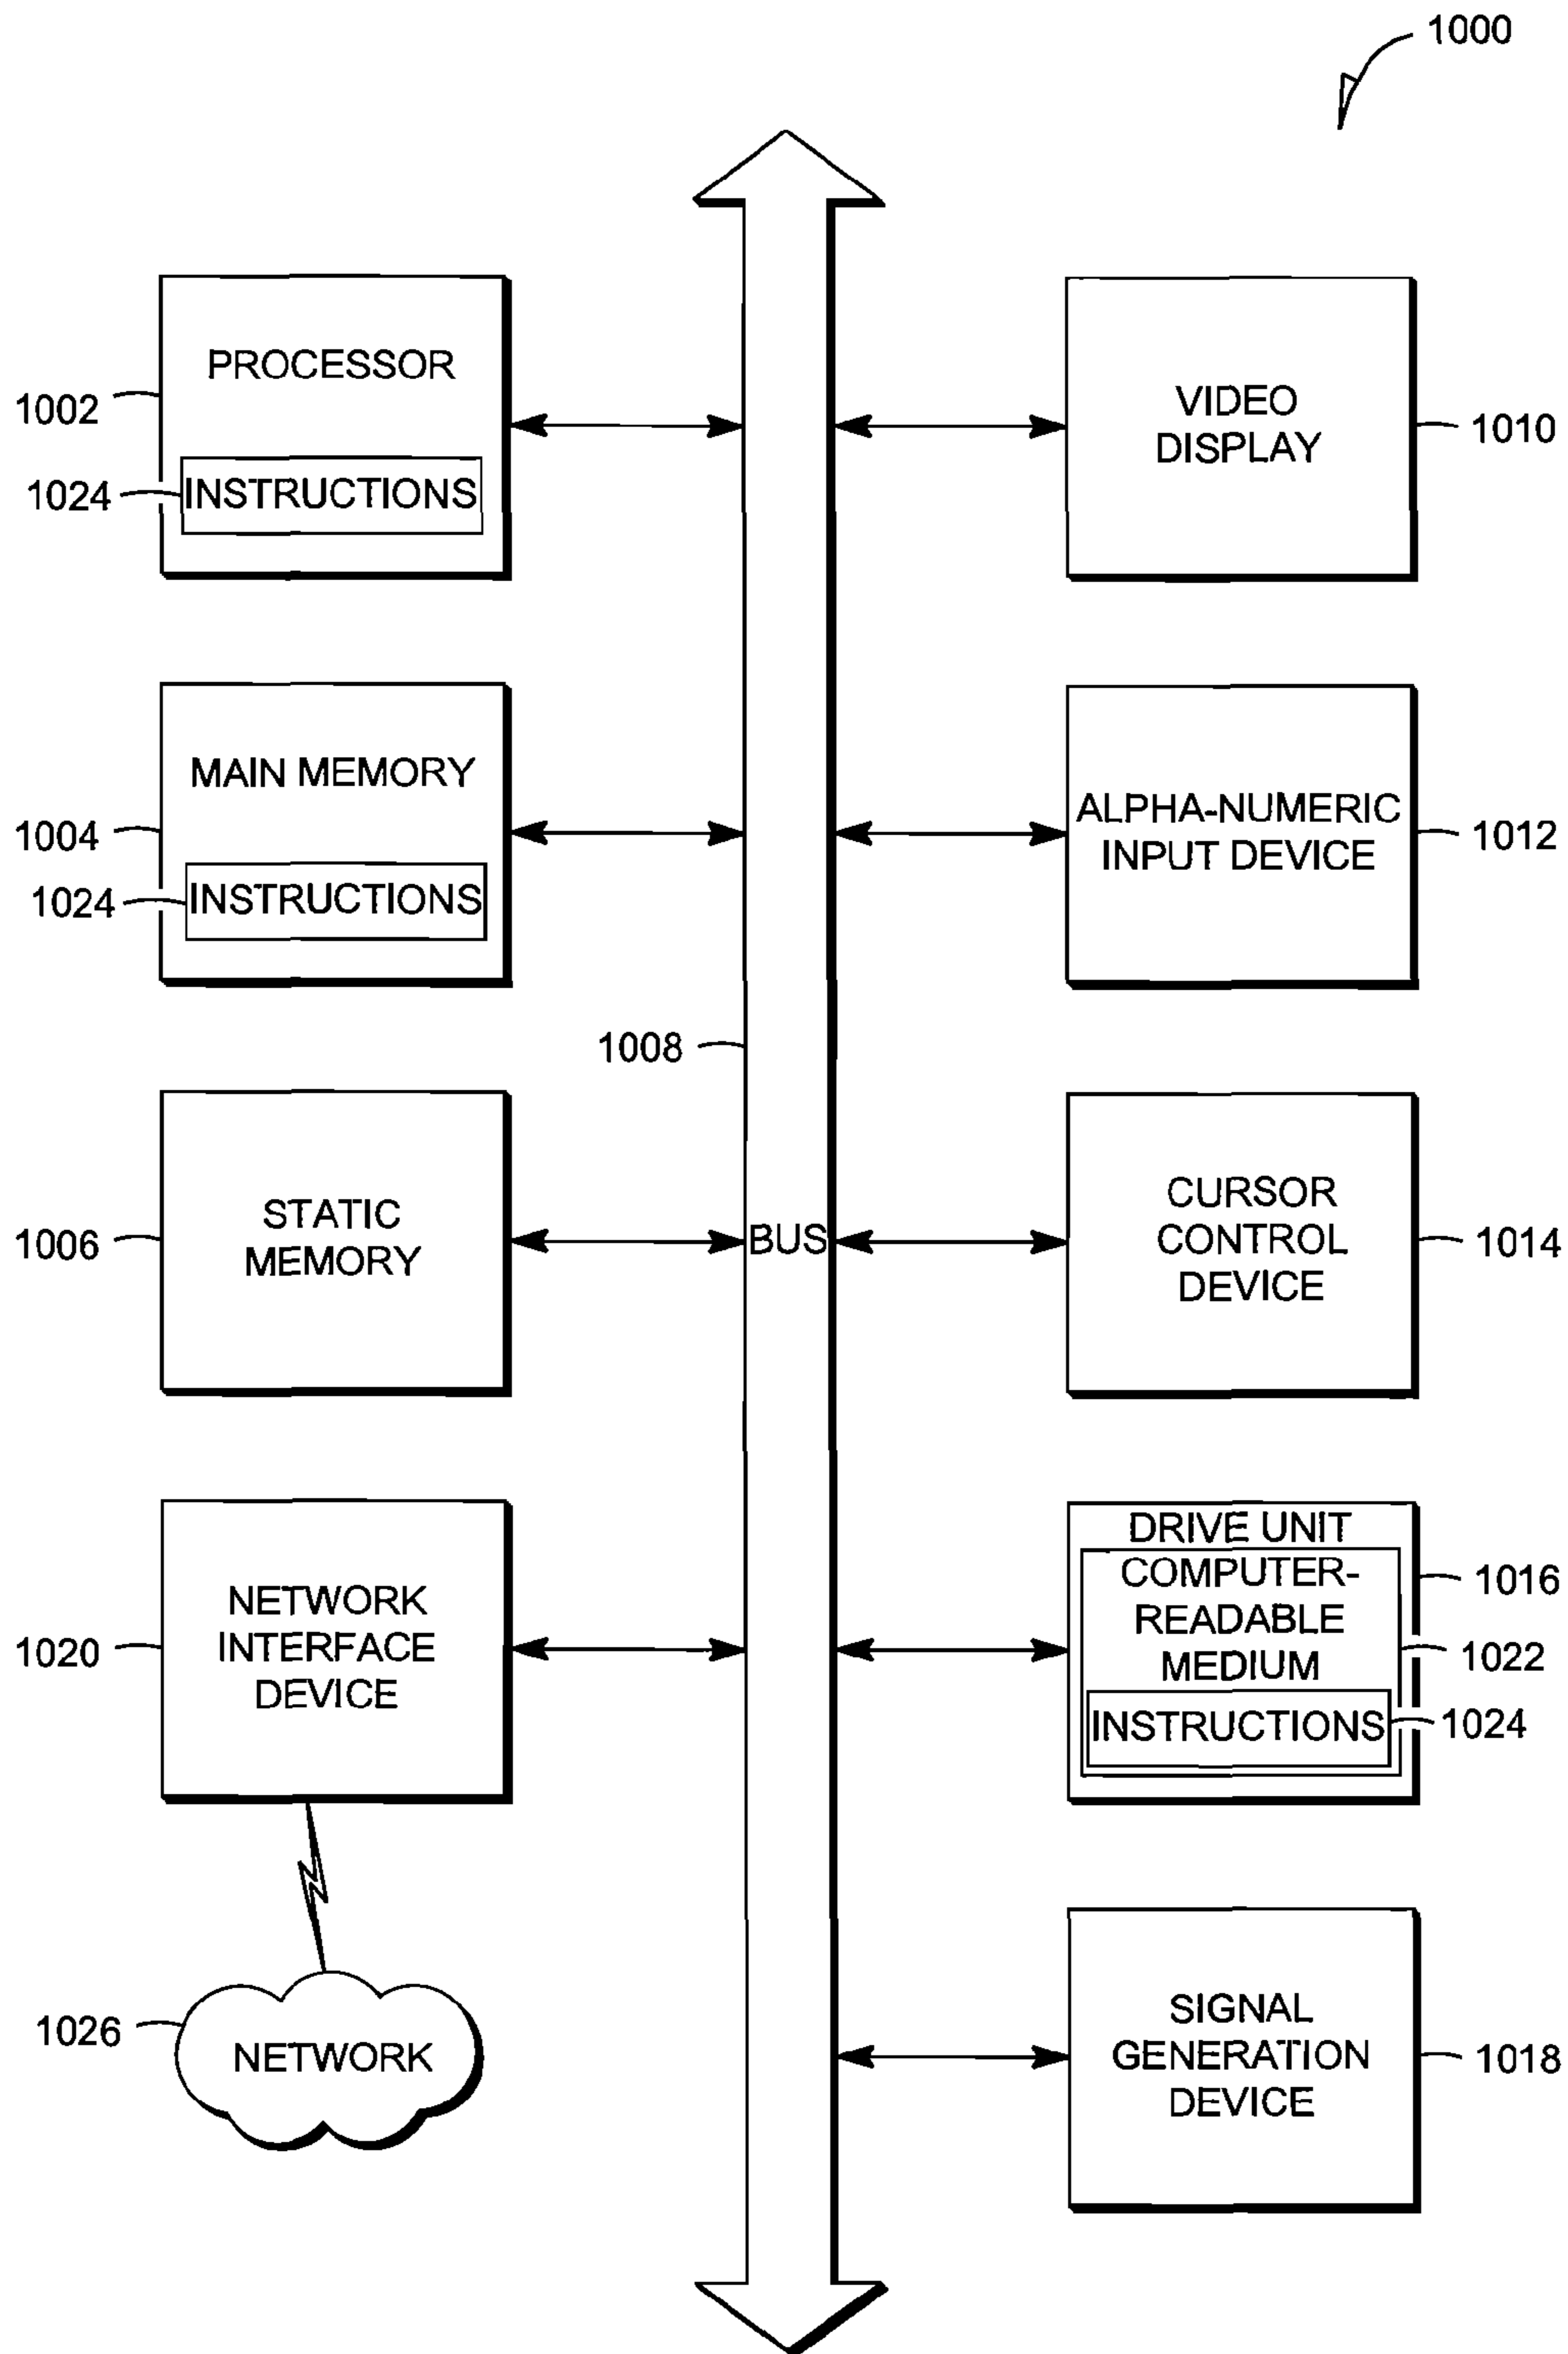 1000
PROCESSOR
1002
1024
INSTRUCTIONS
VIDEO
DISPLAY
1010
MAIN MEMORY
1004
1024
INSTRUCTIONS
ALPHA-NUMERIC
INPUT DEVICE
1012
1008
STATIC
MEMORY
1006
BUS
CURSOR
CONTROL
DEVICE
1014
NETWORK
INTERFACE
DEVICE
1020
DRIVE UNIT
COMPUTER-
READABLE
MEDIUM
1016
1022
INSTRUCTIONS
1024
1026
NETWORK
SIGNAL
GENERATION
DEVICE
1018